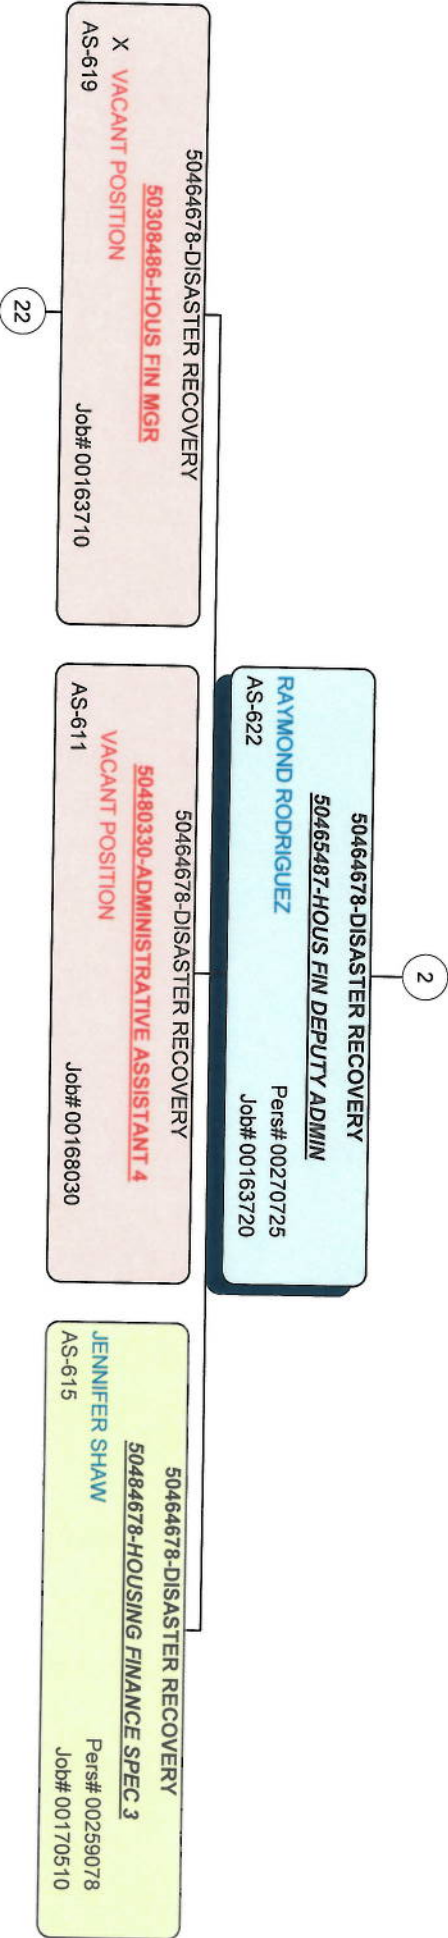 2
50464678-DISASTER RECOVERY
50465487-HOUS FIN DEPUTY ADMIN
RAYMOND RODRIGUEZ
Pers# 00270725
AS-622
Job# 00163720
50464678-DISASTER RECOVERY
50308486-HOUS FIN MGR
X VACANT POSITION
AS-619
Job# 00163710
22
50464678-DISASTER RECOVERY
50480330-ADMINISTRATIVE ASSISTANT 4
VACANT POSITION
AS-611
Job# 00168030
50464678-DISASTER RECOVERY
50484678-HOUSING FINANCE SPEC 3
JENNIFER SHAW
Pers# 00259078
AS-615
Job# 00170510